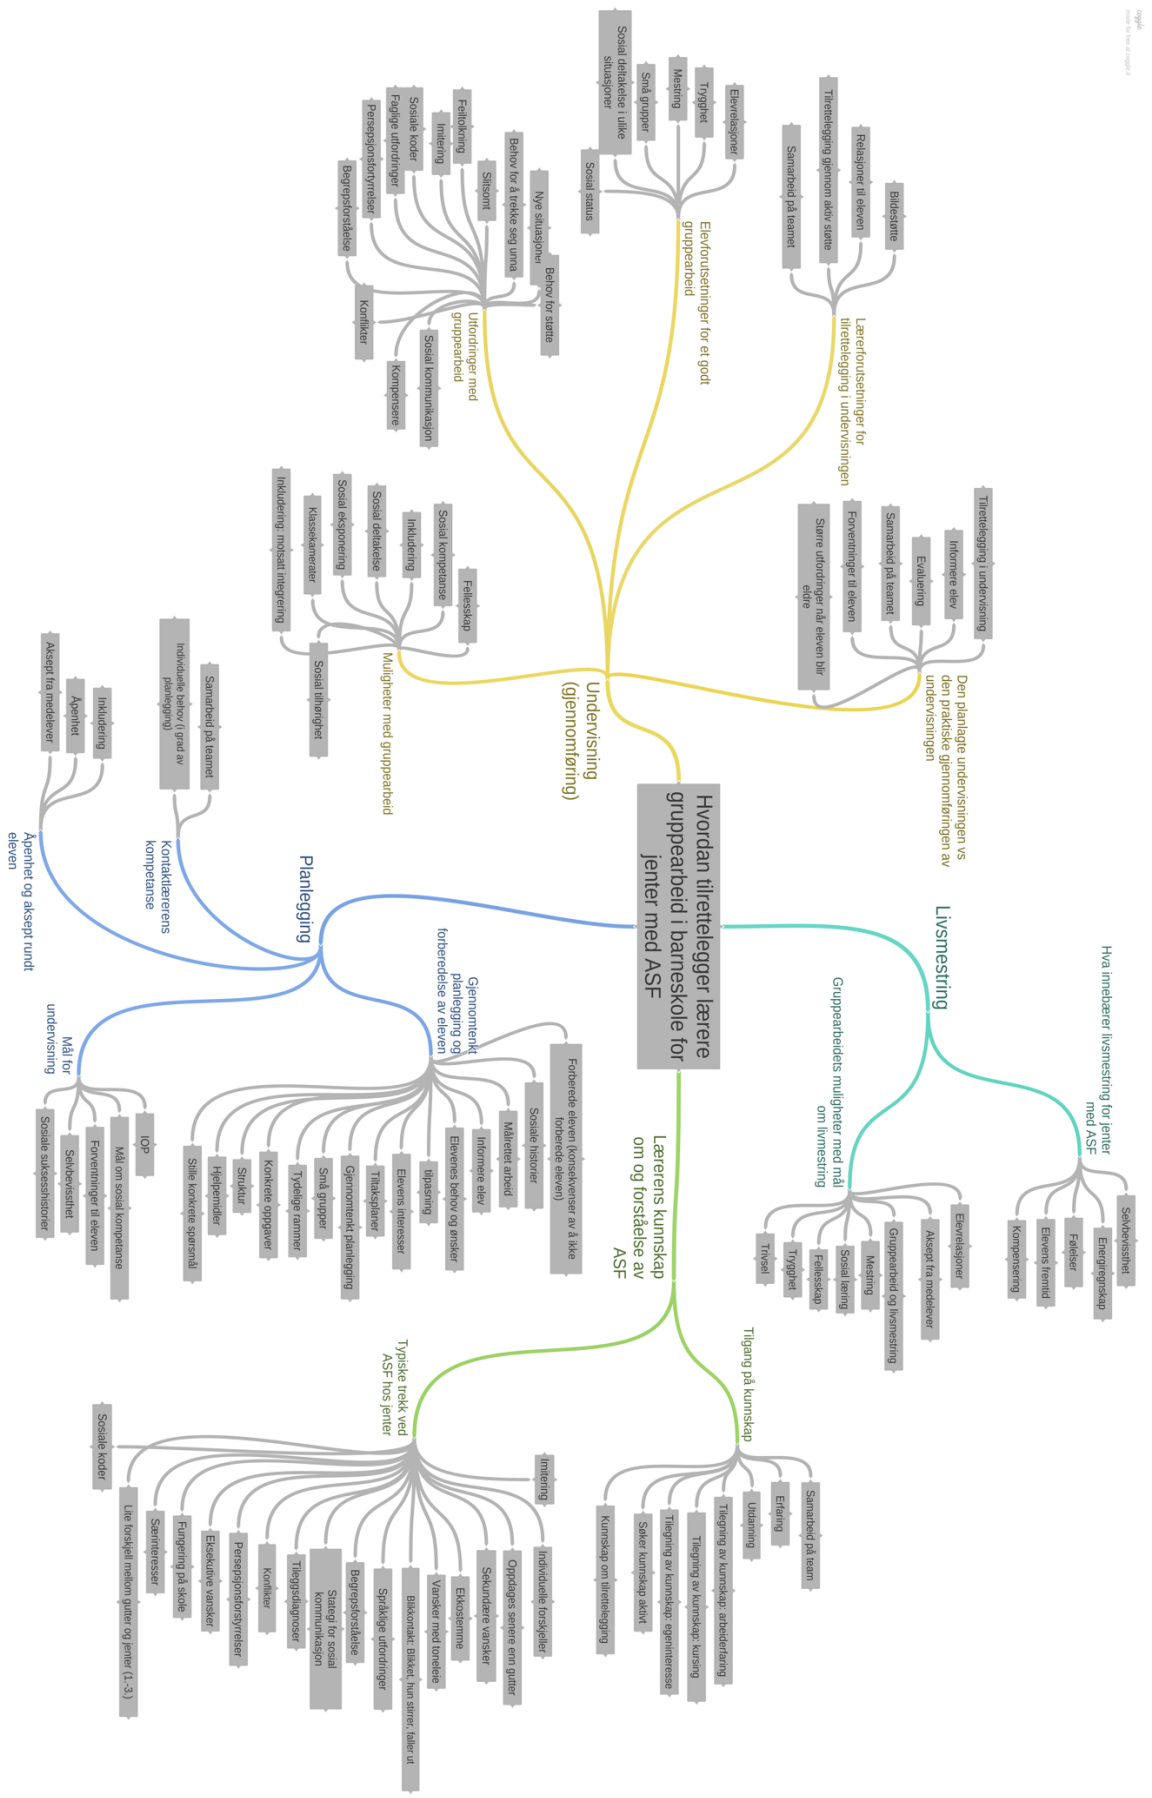 coggle
made for free at coggle.it
Hvordan tilrettelegger lærere
gruppearbeid i barneskole for
jenter med ASF
Undervisning
(gjennomføring)
Lærerforutsetninger for
tilrettelegging i undervisningen
Bildestøtte
Relasjoner til eleven
Tilrettelegging gjennom aktiv støtte
Samarbeid på teamet
Elevforutsetninger for et godt
gruppearbeid
Elevrelasjoner
Trygghet
Mestring
Små grupper
Sosial deltakelse i ulike
situasjoner
Sosial status
Utfordringer med
gruppearbeid
Behov for støtte
Nye situasjoner
Behov for å trekke seg unna
Slitsomt
Feiltolkning
Imitering
Sosiale koder
Faglige utfordringer
Persepsjonsfortyrrelser
Begrepsforståelse
Konflikter
Kompensere
Sosial kommunikasjon
Den planlagte undervisningen vs
den praktiske gjennomføringen av
undervisningen
Tilrettelegging i undervisning
Informere elev
Evaluering
Samarbeid på teamet
Forventninger til eleven
Større utfordringer når eleven blir
eldre
Muligheter med gruppearbeid
Fellesskap
Sosial kompetanse
Inkludering
Sosial deltakelse
Sosial eksponering
Klassekamerater
Inkludering: motsatt integrering
Sosial tilhørighet
Planlegging
Kontaktlærerens
kompetanse
Samarbeid på teamet
Individuelle behov (i grad av
planlegging)
Åpenhet og aksept rundt
eleven
Inkludering
Åpenhet
Aksept fra medelever
Gjennomtenkt
planlegging og
forberedelse av eleven
Forberede eleven (konsekvenser av å ikke
forberede eleven)
Sosiale historier
Målrettet arbeid
Informere elev
Elevenes behov og ønsker
tilpasning
Elevens interesser
Tiltaksplaner
Gjennomtenkt planlegging
Små grupper
Tydelige rammer
Konkrete oppgaver
Struktur
Hjelpemidler
Stille konkrete spørsmål
Mål for
undervisning
IOP
Mål om sosial kompetanse
Forventninger til eleven
Selvbevissthet
Sosiale suksesshistorier
Livsmestring
Hva innebærer livsmestring for jenter
med ASF
Selvbevissthet
Energiregnskap
Følelser
Elevens fremtid
Kompensering
Gruppearbeidets muligheter med mål
om livmestring
Elevrelasjoner
Aksept fra medelever
Gruppearbeid og livsmestring
Mestring
Sosial læring
Fellesskap
Trygghet
Trivsel
Lærerens kunnskap
om og forståelse av
ASF
Tilgang på kunnskap
Samarbeid på team
Erfaring
Utdanning
Tilegning av kunnskap: arbeiderfaring
Tilegning av kunnskap: kursing
Tilegning av kunnskap: egeninteresse
Søker kunnskap aktivt
Kunnskap om tilrettelegging
Typiske trekk ved
ASF hos jenter
Imitering
Individuelle forskjeller
Oppdages senere enn gutter
Sekundære vansker
Ekkostemme
Vansker med toneleie
Blikkontakt: Blikket, hun stirrer, faller ut
Språklige utfordringer
Begrepsforståelse
Stategi for sosial
kommunikasjon
Tileggsdiagnoser
Konflikter
Persepsjonsforstyrrelser
Eksekutive vansker
Fungering på skole
Særinteresser
Lite forskjell mellom gutter og jenter (1.-3.)
Sosiale koder